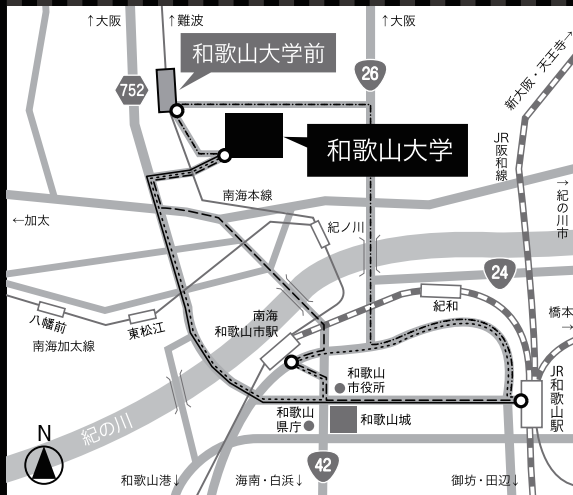 ↑大阪
↑難波
↑大阪
和歌山大学前
752
26
新大阪・天王寺→
和歌山大学
JR阪和線
→紀の川市
南海本線
←加太
紀ノ川
24
八幡前
東松江
南海加太線
南海
和歌山市駅
紀和
橋本
→
和歌山
市役所
JR和歌山駅
紀の川
和歌山
県庁
和歌山城
N
42
和歌山港↓
海南・白浜↓
御坊・田辺↓